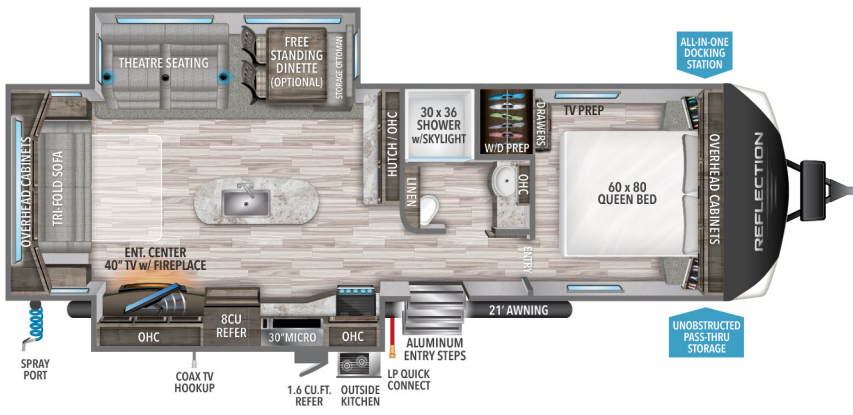 ALL-IN-ONE
DOCKING
STATION
THEATRE SEATING
FREE
STANDING
DINETTE
(OPTIONAL)
STORAGE OTTOMAN
OVERHEAD CABINETS
TRI-FOLD SOFA
HUTCH / OHC
30 x 36
SHOWER
w/SKYLIGHT
W/D PREP
DRAWERS
TV PREP
LINEN
OHC
60 x 80
QUEEN BED
OVERHEAD CABINETS
REFLECTION
ENT. CENTER
40" TV w/ FIREPLACE
ENTRY
8CU
REFER
OHC
30"MICRO
OHC
21' AWNING
ALUMINUM
ENTRY STEPS
UNOBSTRUCTED
PASS-THRU
STORAGE
SPRAY
PORT
COAX TV
HOOKUP
1.6 CU.FT.
REFER
OUTSIDE
KITCHEN
LP QUICK
CONNECT